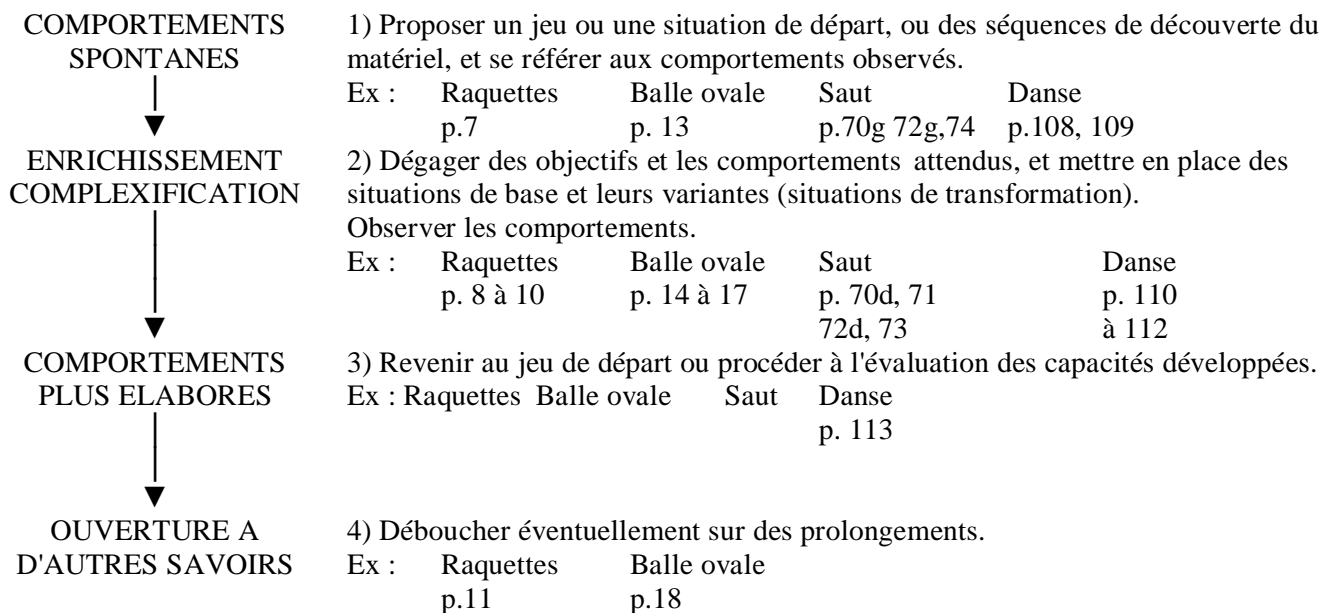 COMPORTEMENTS 1) Proposer un jeu ou une situation de départ, ou des séquences de découverte du
SPONTANES matériel, et se référer aux comportements observés.
Ex : Raquettes Balle ovale Saut Danse
p.7 p. 13 p.70g 72g,74 p.108, 109
ENRICHISSEMENT 2) Dégager des objectifs et les comportements attendus, et mettre en place des
COMPLEXIFICATION situations de base et leurs variantes (situations de transformation).
Observer les comportements.
Ex : Raquettes Balle ovale Saut Danse
p. 8 à 10 p. 14 à 17 p. 70d, 71 p. 110
72d, 73 à 112
COMPORTEMENTS 3) Revenir au jeu de départ ou procéder à l'évaluation des capacités développées.
PLUS ELABORES Ex : Raquettes Balle ovale Saut Danse
p. 113
OUVERTURE A 4) Déboucher éventuellement sur des prolongements.
D'AUTRES SAVOIRS Ex : Raquettes Balle ovale
p.11 p.18